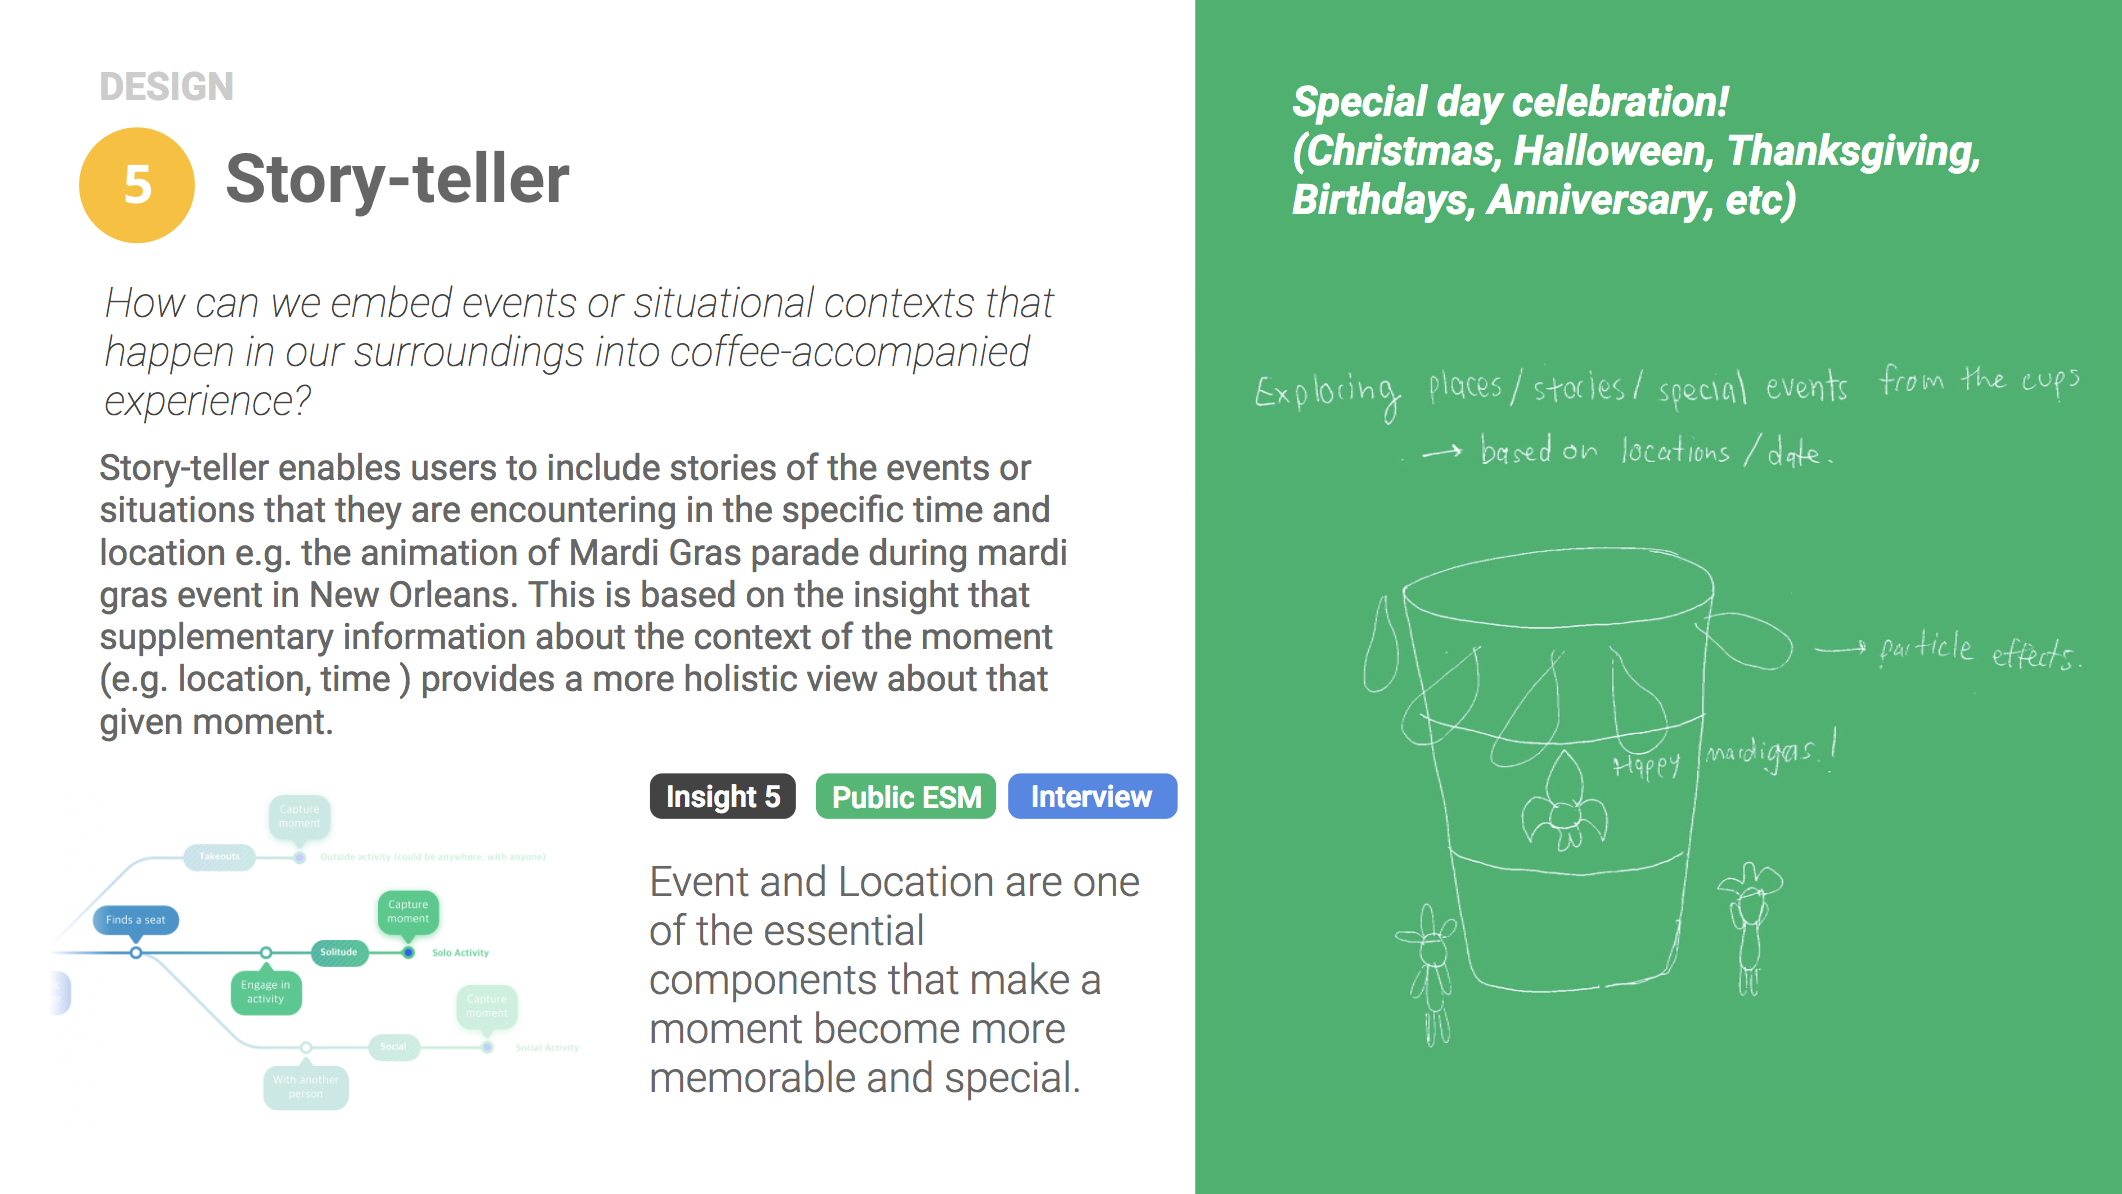 DESIGN
5
Story-teller
How can we embed events or situational contexts that
happen in our surroundings into coffee-accompanied
experience?
Story-teller enables users to include stories of the events or
situations that they are encountering in the specific time and
location e.g. the animation of Mardi Gras parade during mardi
gras event in New Orleans. This is based on the insight that
supplementary information about the context of the moment
(e.g. location, time ) provides a more holistic view about that
given moment.
Capture
moment
Takeouts
Outside activity (could be anywhere, with anyone)
Finds a seat
Capture
moment
Solitude
Solo Activity
Engage in
activity
Capture
moment
Social
Social Activity
With another
person
Insight 5
Public ESM
Interview
Event and Location are one
of the essential
components that make a
moment become more
memorable and special.
Special day celebration!
(Christmas, Halloween, Thanksgiving,
Birthdays, Anniversary, etc)
Exploring places/stories/special events from the cups
→ based on locations/date.
→ particle effects.
Happy mardigas!